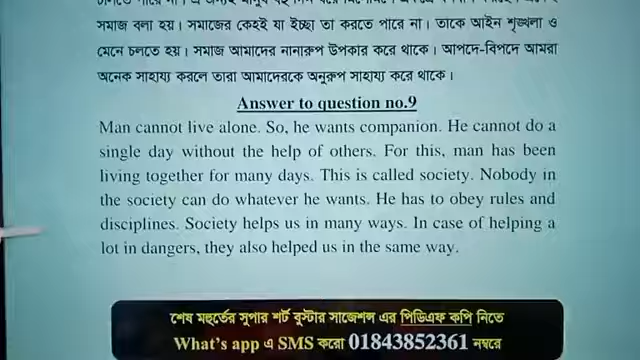 সমাজ বলা হয়। সমাজের কেহই যা ইচ্ছা তা করতে পারে না। তাকে আইন শৃঙ্খলা ও
মেনে চলতে হয়। সমাজ আমাদের নানারুপ উপকার করে থাকে। আপদে-বিপদে আমরা
অনেক সাহায্য করলে তারা আমাদেরকে অনুরুপ সাহায্য করে থাকে।
Answer to question no.9
Man cannot live alone. So, he wants companion. He cannot do a
single day without the help of others. For this, man has been
living together for many days. This is called society. Nobody in
the society can do whatever he wants. He has to obey rules and
disciplines. Society helps us in many ways. In case of helping a
lot in dangers, they also helped us in the same way.
শেষ মহুর্তের সুপার শর্ট বুস্টার সাজেশন্স এর পিডিএফ কপি নিতে
What's app এ SMS করো 01843852361 নম্বরে